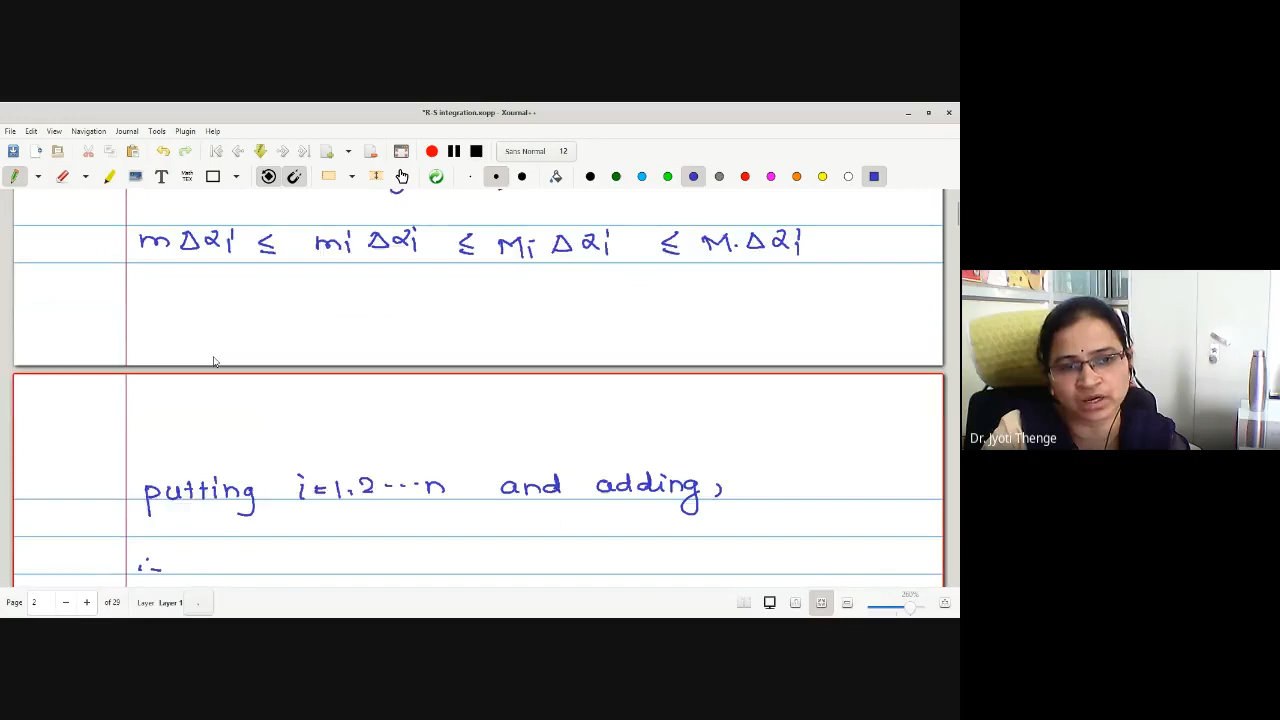 *R-S integration.xopp - Xournal++
File Edit View Navigation Journal Tools Plugin Help
Sans Normal 12
m Δαi ≤ mi Δαi ≤ Mi Δαi ≤ M. Δαi
putting i=1,2---n and adding,
i=
Dr. Jyoti Thenge
Page 2 of 29 Layer Layer 1 260%